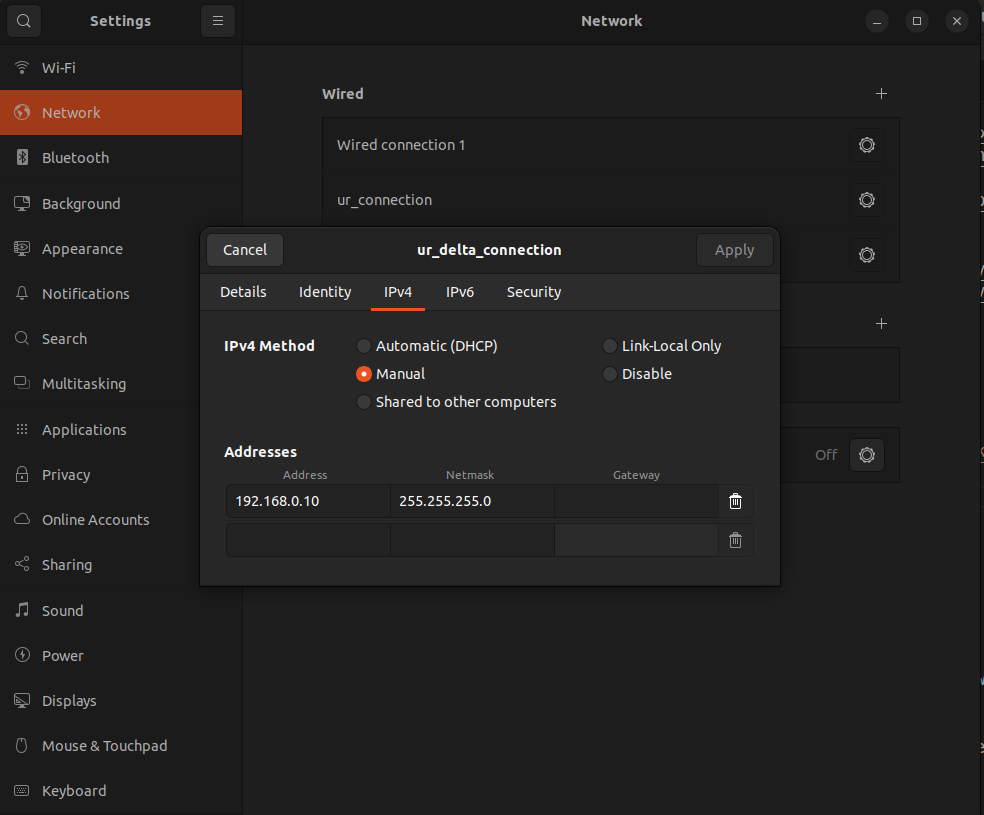 Settings
Network
Wi-Fi
Network
Bluetooth
Background
Appearance
Notifications
Search
Multitasking
Applications
Privacy
Online Accounts
Sharing
Sound
Power
Displays
Mouse & Touchpad
Keyboard
Wired
Wired connection 1
ur_connection
Off
Cancel
ur_delta_connection
Apply
Details Identity IPv4 IPv6 Security
IPv4 Method
Automatic (DHCP)
Link-Local Only
Manual
Disable
Shared to other computers
Addresses
Address Netmask Gateway
192.168.0.10 255.255.255.0